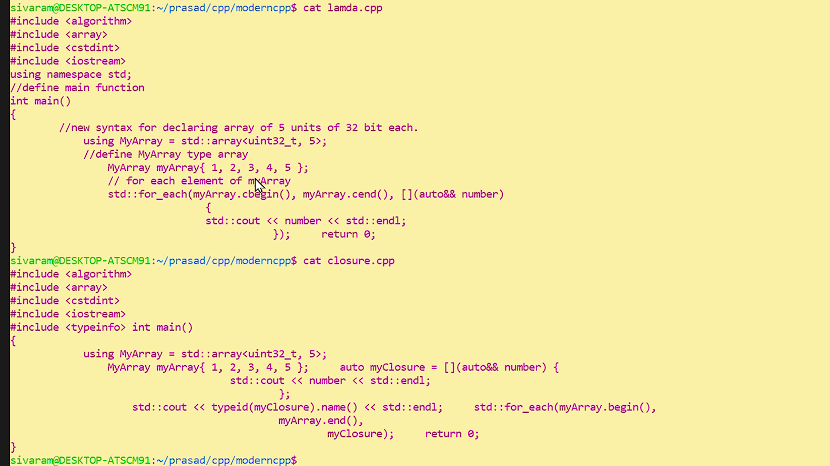 sivaram@DESKTOP-ATSCM91:~/prasad/cpp/moderncpp$ cat lamda.cpp
#include <algorithm>
#include <array>
#include <cstdint>
#include <iostream>
using namespace std;
//define main function
int main()
{
//new syntax for declaring array of 5 units of 32 bit each.
using MyArray = std::array<uint32_t, 5>;
//define MyArray type array
MyArray myArray{ 1, 2, 3, 4, 5 };
// for each element of myArray
std::for_each(myArray.cbegin(), myArray.cend(), [](auto&& number)
{
std::cout << number << std::endl;
}); return 0;
}
sivaram@DESKTOP-ATSCM91:~/prasad/cpp/moderncpp$ cat closure.cpp
#include <algorithm>
#include <array>
#include <cstdint>
#include <iostream>
#include <typeinfo> int main()
{
using MyArray = std::array<uint32_t, 5>;
MyArray myArray{ 1, 2, 3, 4, 5 }; auto myClosure = [](auto&& number) {
std::cout << number << std::endl;
};
std::cout << typeid(myClosure).name() << std::endl; std::for_each(myArray.begin(),
myArray.end(),
myClosure); return 0;
}
sivaram@DESKTOP-ATSCM91:~/prasad/cpp/moderncpp$